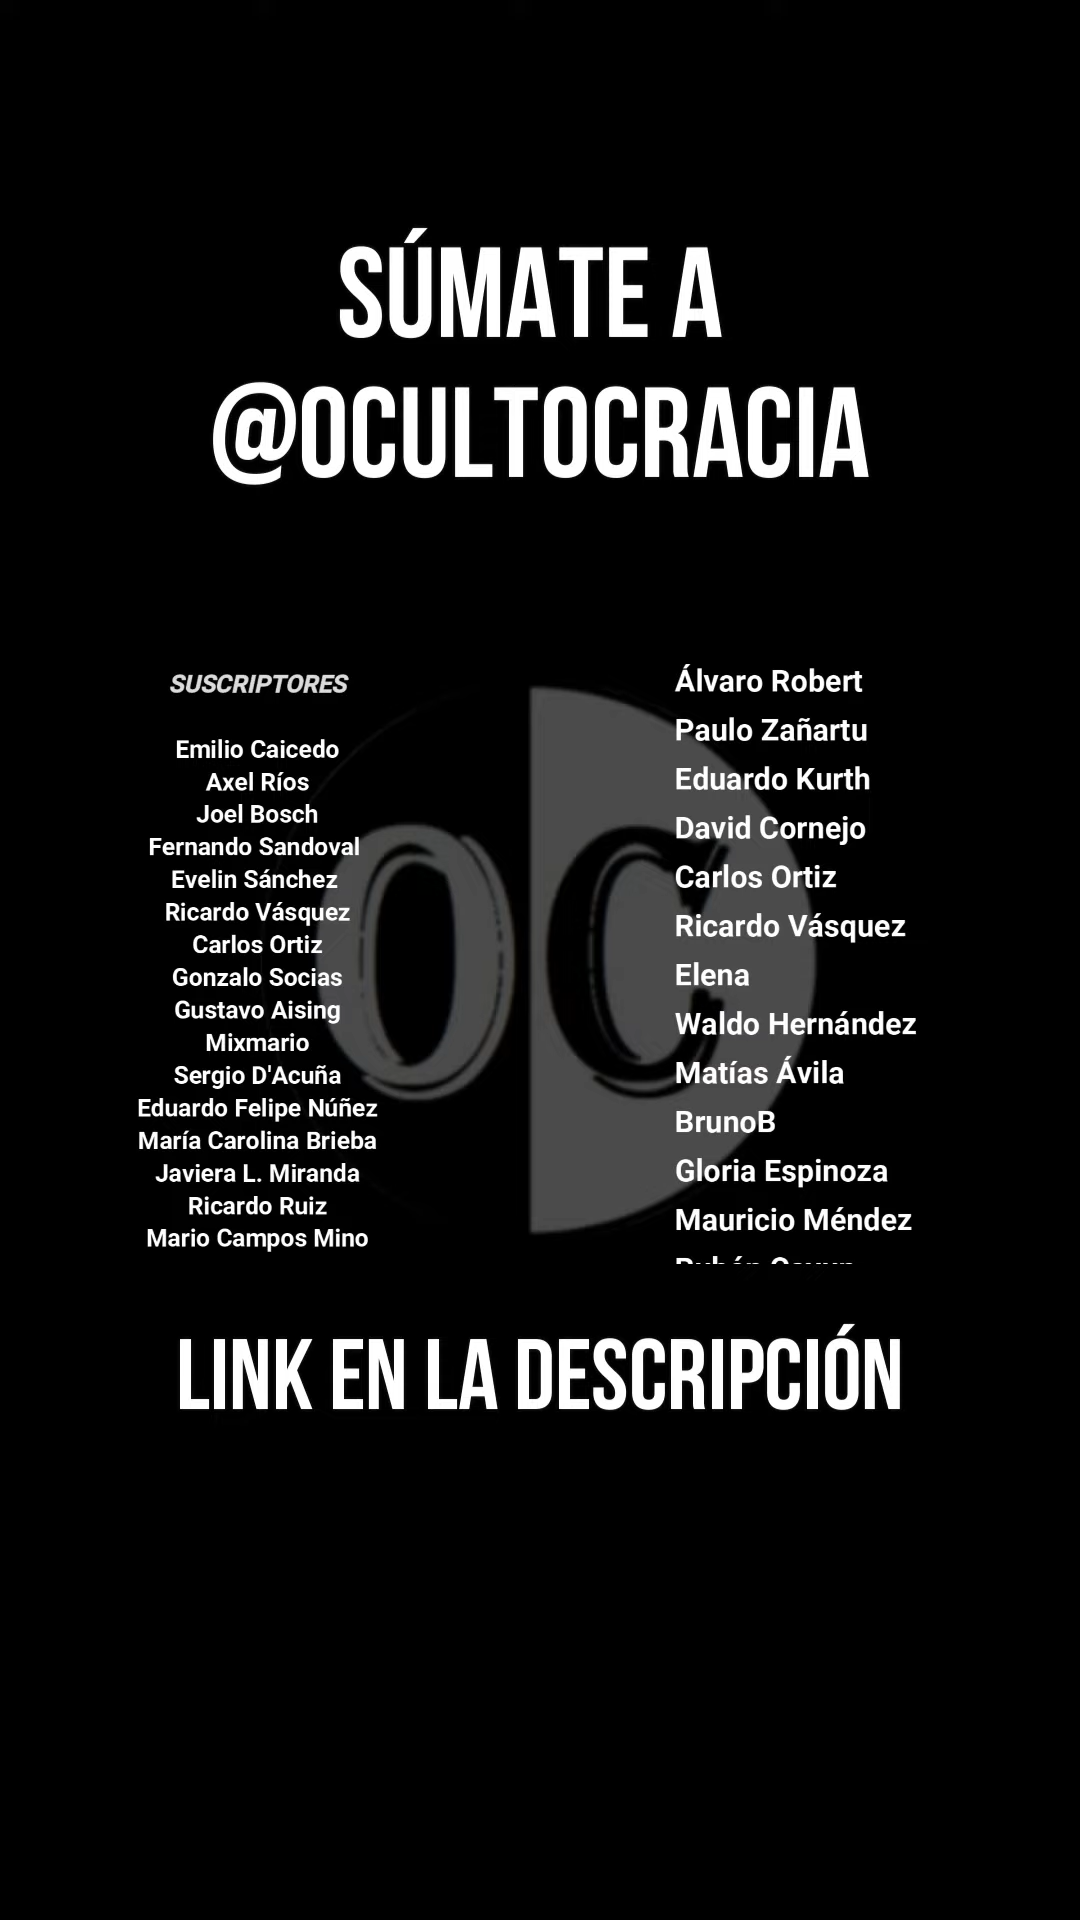 SÚMATE A
@OCULTOCRACIA
SUSCRIPTORES
Emilio Caicedo
Axel Ríos
Joel Bosch
Fernando Sandoval
Evelin Sánchez
Ricardo Vásquez
Carlos Ortiz
Gonzalo Socias
Gustavo Aising
Mixmario
Sergio D'Acuña
Eduardo Felipe Núñez
María Carolina Brieba
Javiera L. Miranda
Ricardo Ruiz
Mario Campos Mino
OC
Álvaro Robert
Paulo Zañartu
Eduardo Kurth
David Cornejo
Carlos Ortiz
Ricardo Vásquez
Elena
Waldo Hernández
Matías Ávila
BrunoB
Gloria Espinoza
Mauricio Méndez
Rubén
LINK EN LA DESCRIPCIÓN